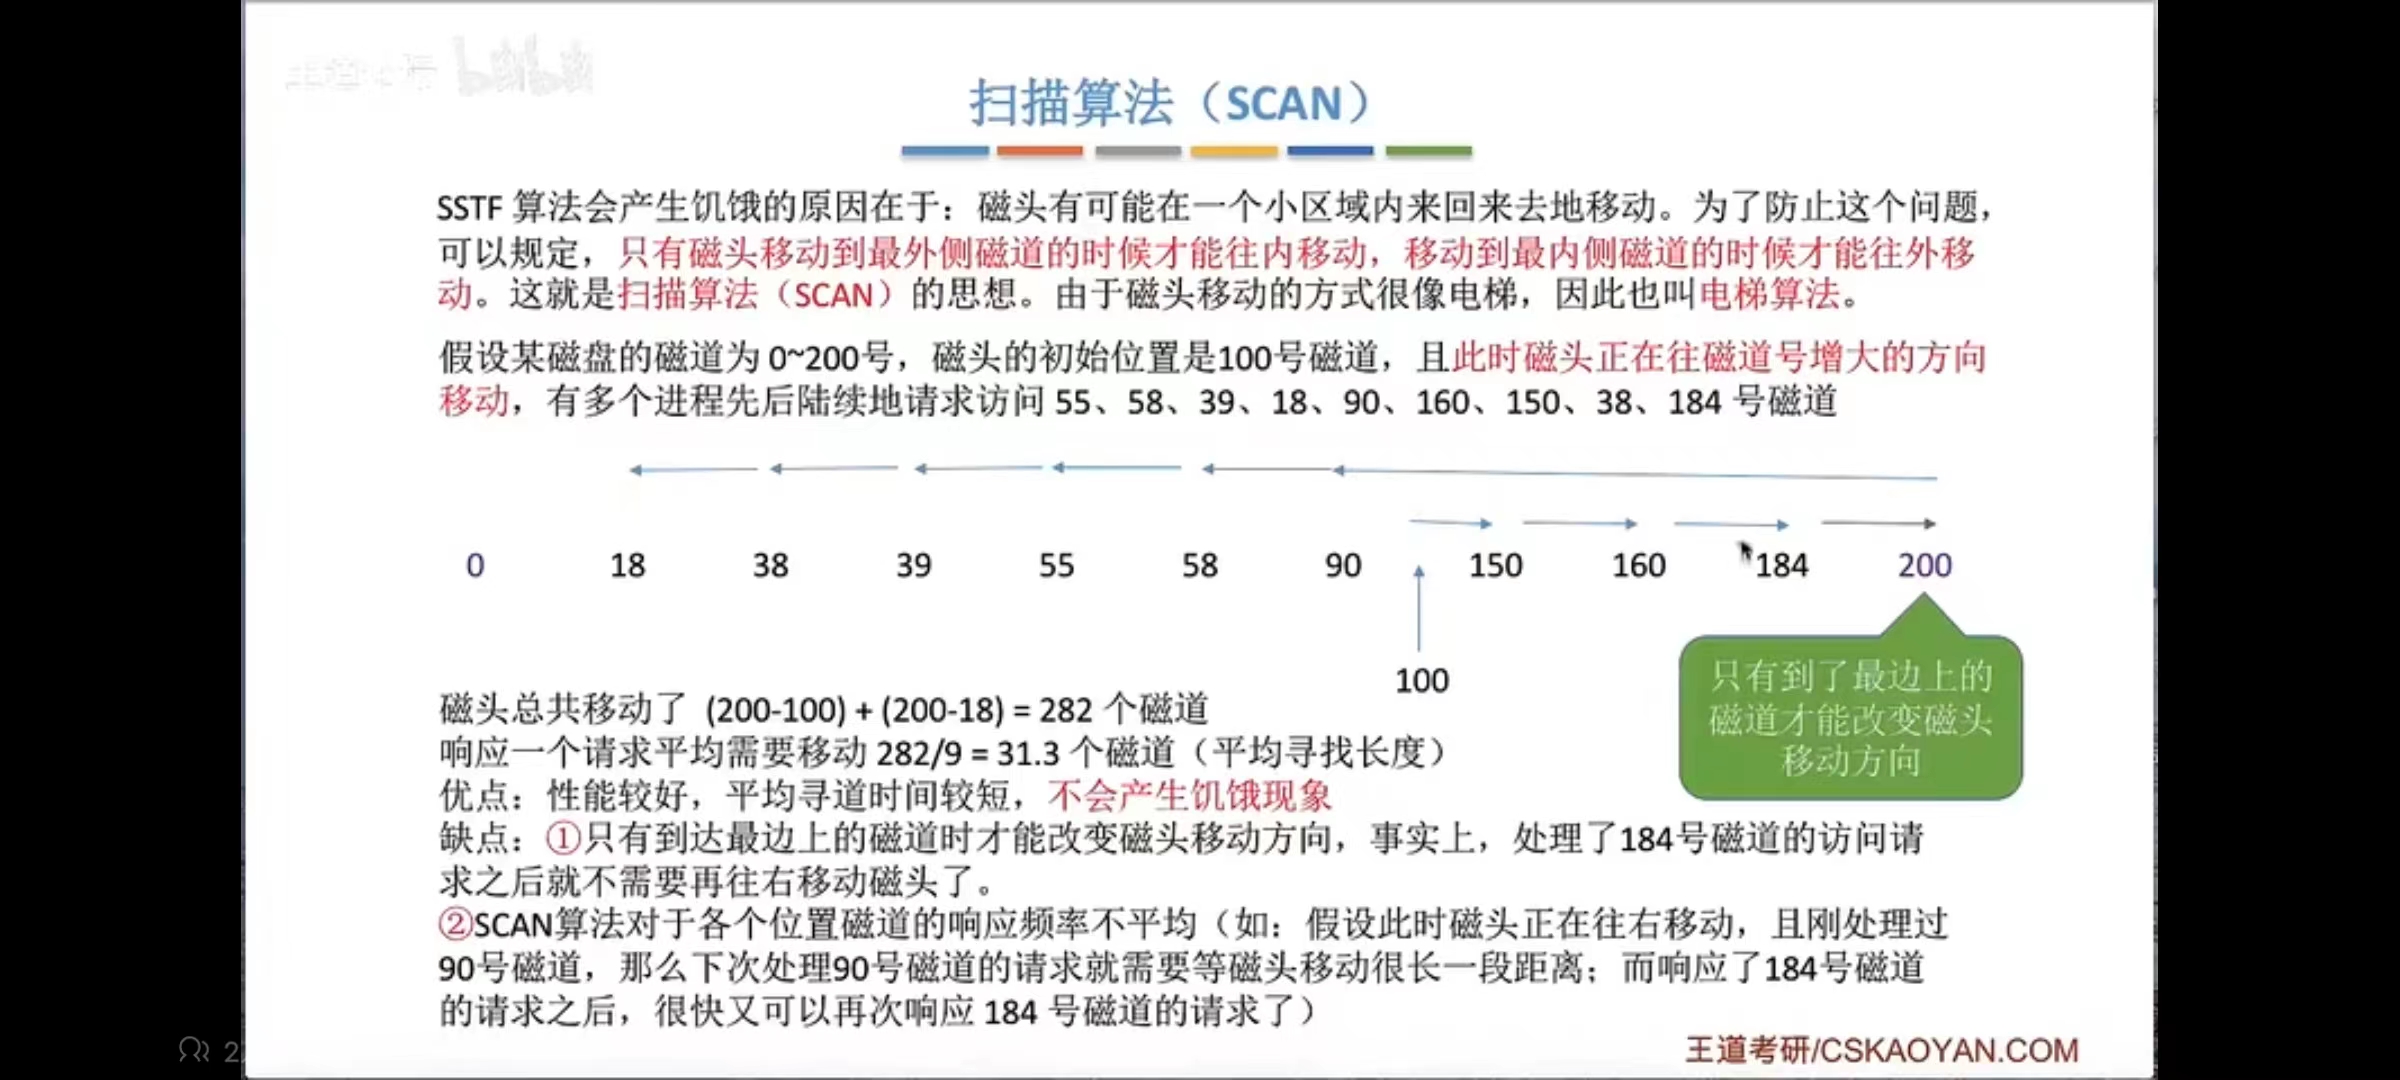 扫描算法（SCAN）
SSTF 算法会产生饥饿的原因在于：磁头有可能在一个小区域内来回来去地移动。为了防止这个问题，
可以规定，只有磁头移动到最外侧磁道的时候才能往内移动，移动到最内侧磁道的时候才能往外移
动。这就是扫描算法（SCAN）的思想。由于磁头移动的方式很像电梯，因此也叫电梯算法。
假设某磁盘的磁道为 0~200号，磁头的初始位置是100号磁道，且此时磁头正在往磁道号增大的方向
移动，有多个进程先后陆续地请求访问 55、58、39、18、90、160、150、38、184 号磁道
0 18 38 39 55 58 90 150 160 184 200
100
只有到了最边上的
磁道才能改变磁头
移动方向
磁头总共移动了 (200-100) + (200-18) = 282 个磁道
响应一个请求平均需要移动 282/9 = 31.3 个磁道（平均寻找长度）
优点：性能较好，平均寻道时间较短，不会产生饥饿现象
缺点：①只有到达最边上的磁道时才能改变磁头移动方向，事实上，处理了184号磁道的访问请
求之后就不需要再往右移动磁头了。
②SCAN算法对于各个位置磁道的响应频率不平均（如：假设此时磁头正在往右移动，且刚处理过
90号磁道，那么下次处理90号磁道的请求就需要等磁头移动很长一段距离；而响应了184号磁道
的请求之后，很快又可以再次响应 184 号磁道的请求了）
王道考研/CSKAOYAN.COM